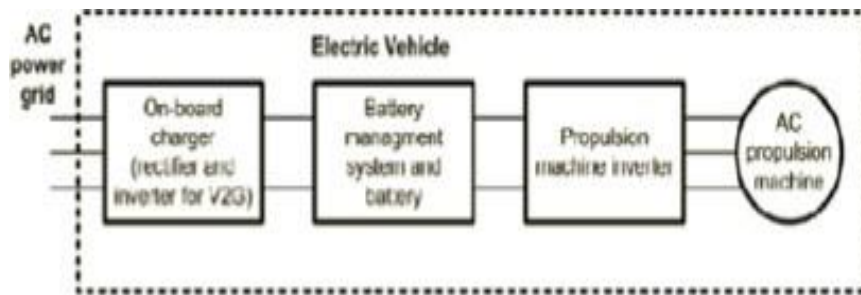 AC
power
grid
Electric Vehicle
On-board
charger
(rectifier and
inverter for V2G)
Battery
managment
system and
battery
Propulsion
machine inverter
AC
propulsion
machine